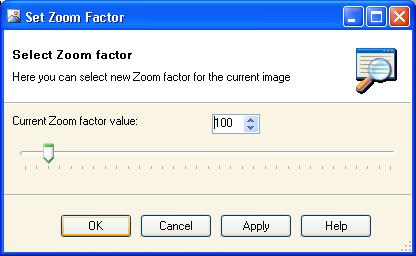 Set Zoom Factor
Select Zoom factor
Here you can select new Zoom factor for the current image
Current Zoom factor value: 100
OK Cancel Apply Help